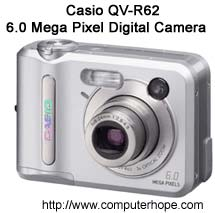 Casio QV-R62
6.0 Mega Pixel Digital Camera
CASIO
6.0
MEGA PIXELS
http://www.computerhope.com